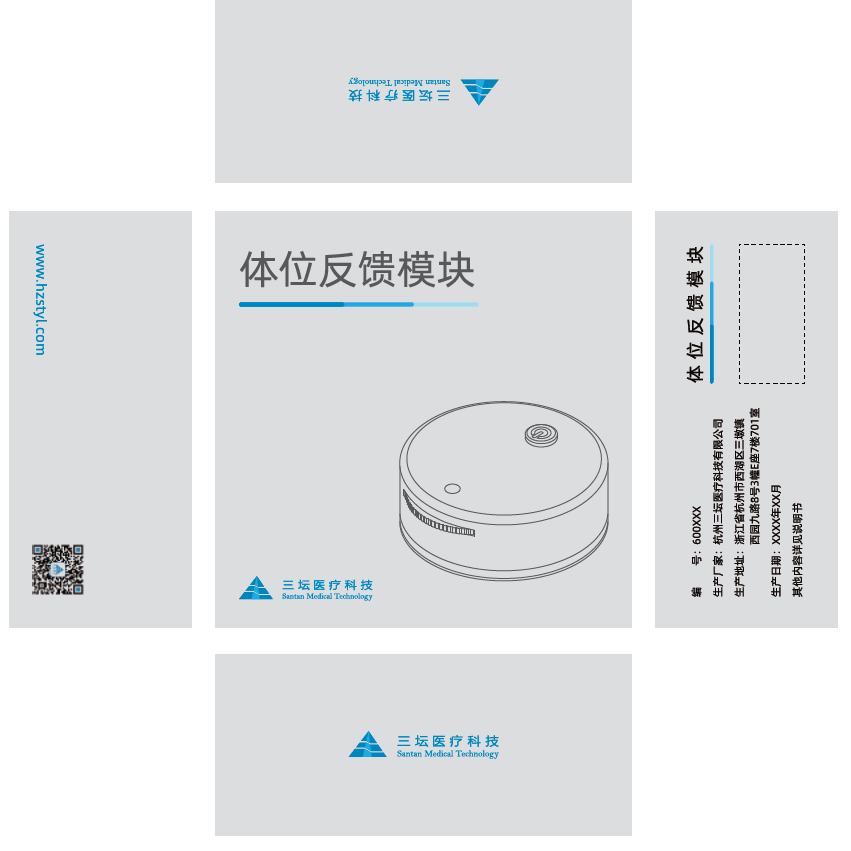 三坛医疗科技
Santan Medical Technology
www.hzstyl.com
体位反馈模块
三坛医疗科技
Santan Medical Technology
体位反馈模块
编 号：600XXX
生产厂家：杭州三坛医疗科技有限公司
生产地址：浙江省杭州市西湖区三墩镇
西园九路8号3幢E座7楼701室
生产日期：XXXX年XX月
其他内容详见说明书
三坛医疗科技
Santan Medical Technology